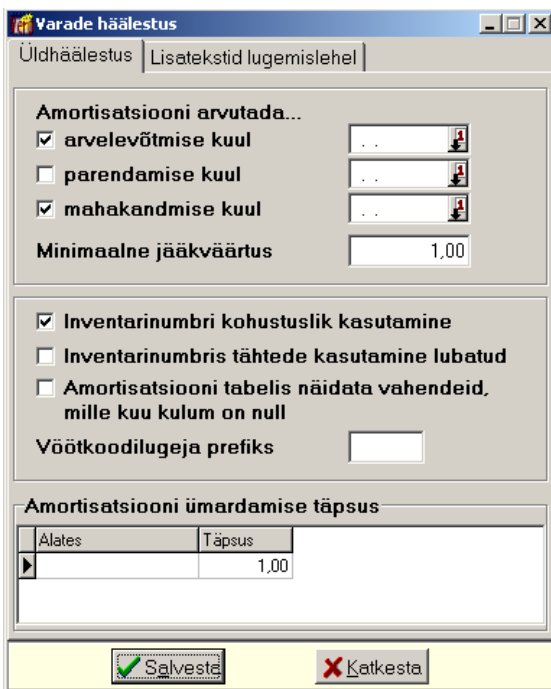 Varade häälestus
Üldhäälestus Lisatekstid lugemislehel
Amortisatsiooni arvutada...
arvelevõtmise kuul . .
parendamise kuul . .
mahakandmise kuul . .
Minimaalne jääkväärtus 1,00
Inventarinumbri kohustuslik kasutamine
Inventarinumbris tähtede kasutamine lubatud
Amortisatsiooni tabelis näidata vahendeid,
mille kuu kulum on null
Vöötkoodilugeja prefiks
Amortisatsiooni ümardamise täpsus
Alates Täpsus
1,00
Salvesta Katkesta